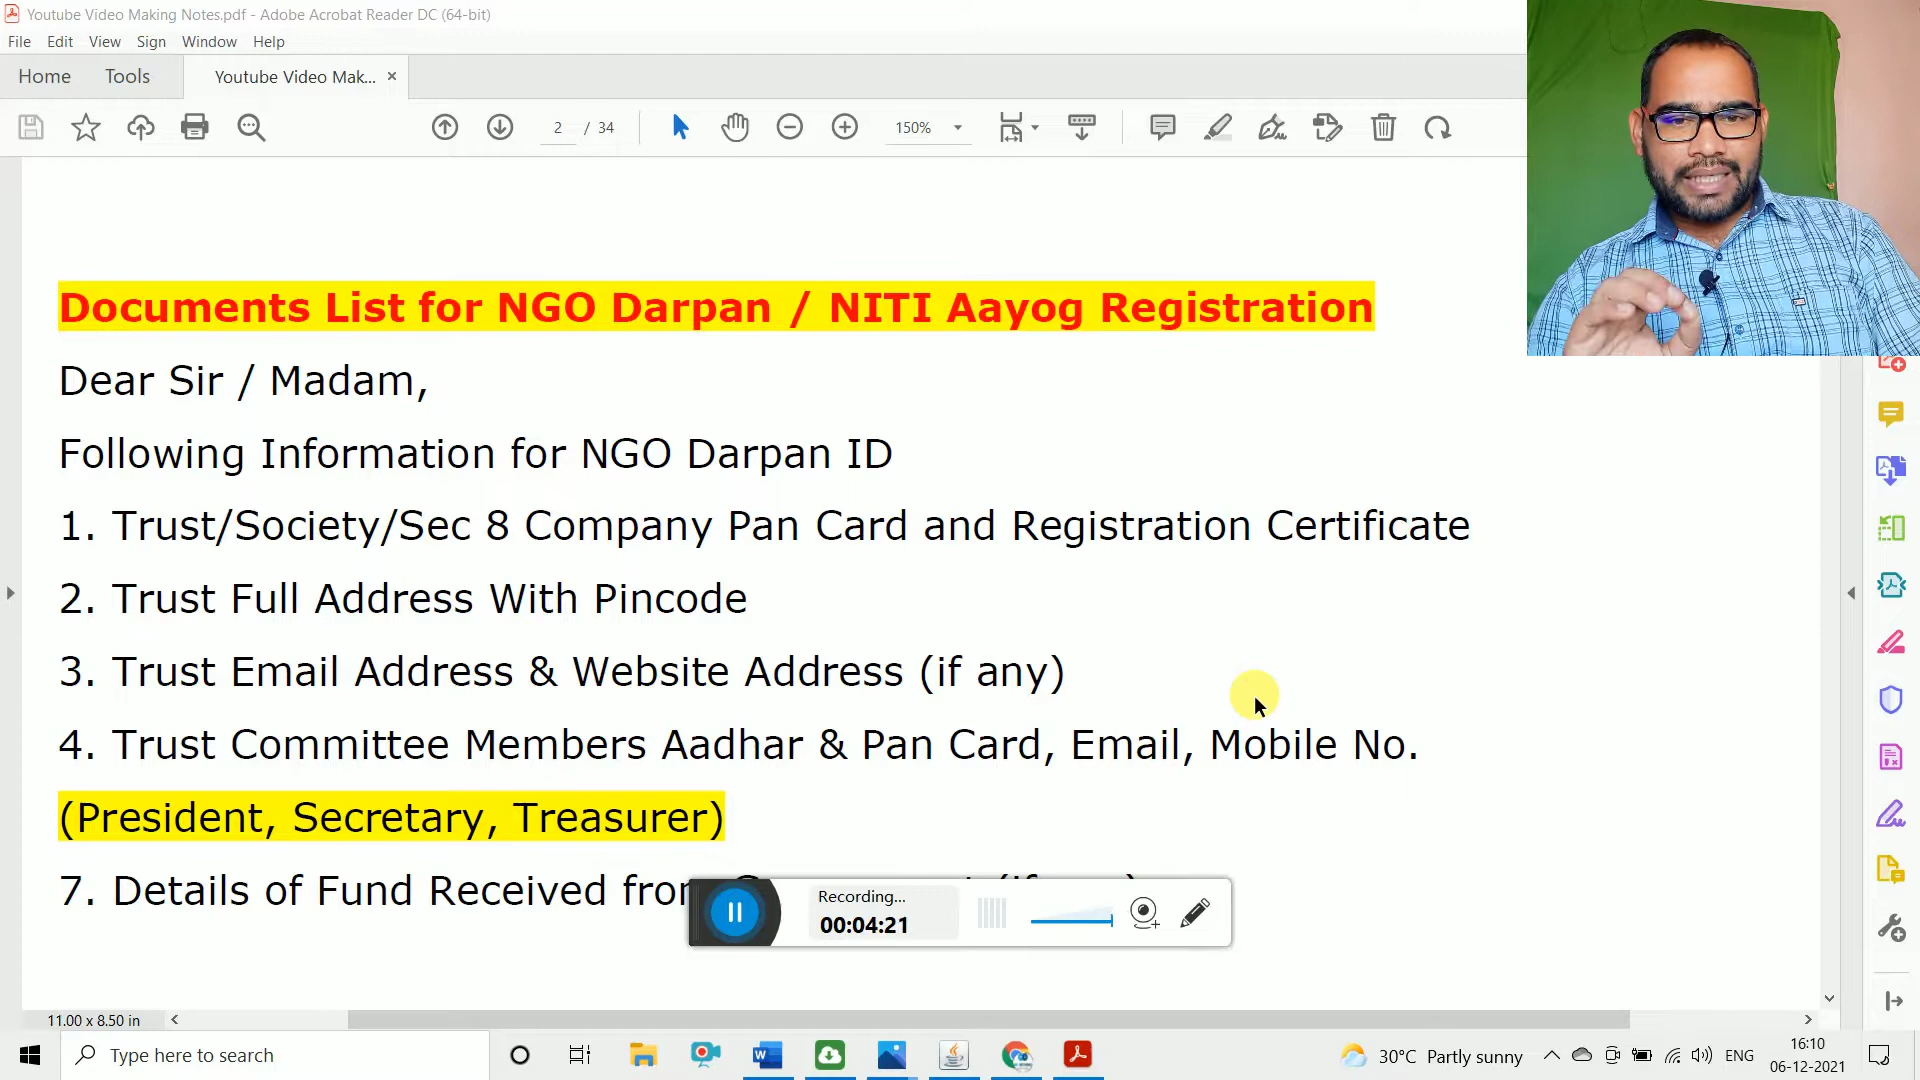 Youtube Video Making Notes.pdf - Adobe Acrobat Reader DC (64-bit)
File Edit View Sign Window Help
Home Tools Youtube Video Mak... ×
2 / 34 150%
Documents List for NGO Darpan / NITI Aayog Registration
Dear Sir / Madam,
Following Information for NGO Darpan ID
1. Trust/Society/Sec 8 Company Pan Card and Registration Certificate
2. Trust Full Address With Pincode
3. Trust Email Address & Website Address (if any)
4. Trust Committee Members Aadhar & Pan Card, Email, Mobile No.
(President, Secretary, Treasurer)
7. Details of Fund Received from
Recording...
00:04:21
11.00 x 8.50 in
Type here to search
30°C Partly sunny
ENG
16:10
06-12-2021